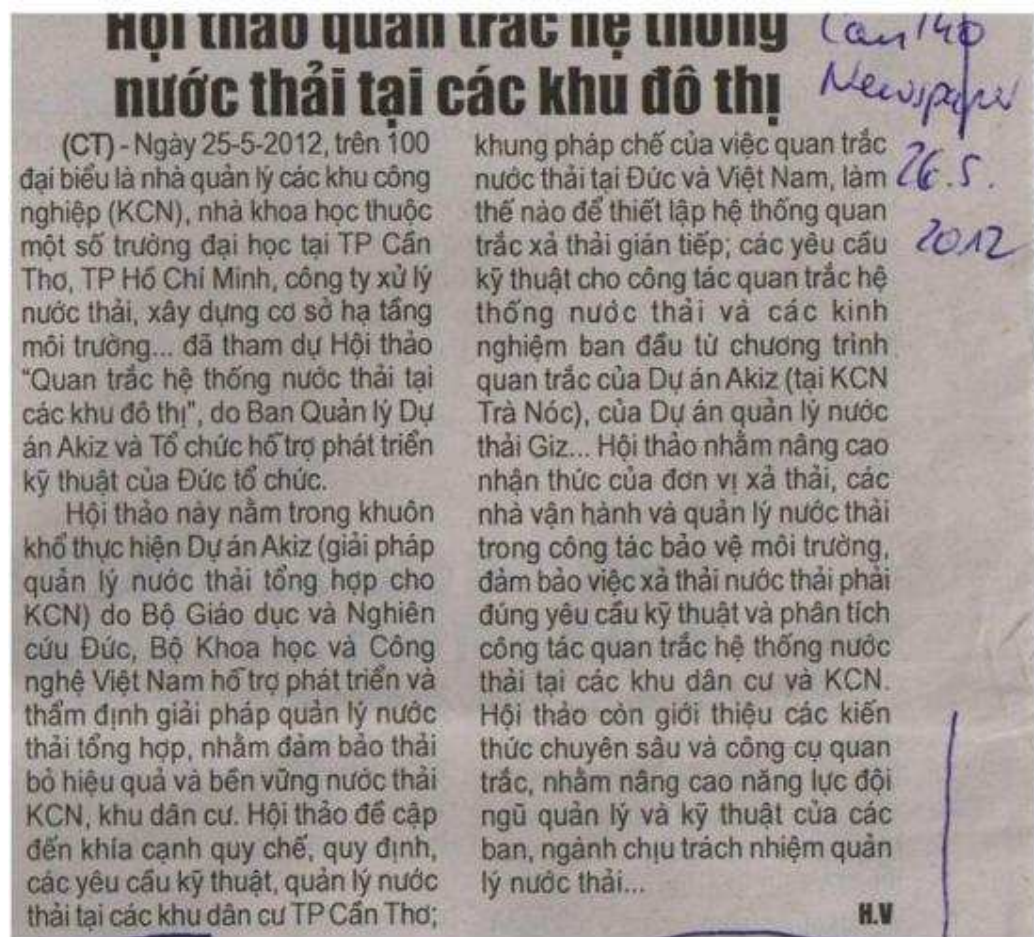 Hội thảo quan trắc hệ thống
nước thải tại các khu đô thị
(CT) - Ngày 25-5-2012, trên 100
đại biểu là nhà quản lý các khu công
nghiệp (KCN), nhà khoa học thuộc
một số trường đại học tại TP Cần
Thơ, TP Hồ Chí Minh, công ty xử lý
nước thải, xây dựng cơ sở hạ tầng
môi trường... đã tham dự Hội thảo
"Quan trắc hệ thống nước thải tại
các khu đô thị", do Ban Quản lý Dự
án Akiz và Tổ chức hỗ trợ phát triển
kỹ thuật của Đức tổ chức.
Hội thảo này nằm trong khuôn
khổ thực hiện Dự án Akiz (giải pháp
quản lý nước thải tổng hợp cho
KCN) do Bộ Giáo dục và Nghiên
cứu Đức, Bộ Khoa học và Công
nghệ Việt Nam hỗ trợ phát triển và
thẩm định giải pháp quản lý nước
thải tổng hợp, nhằm đảm bảo thải
bỏ hiệu quả và bền vững nước thải
KCN, khu dân cư. Hội thảo đề cập
đến khía cạnh quy chế, quy định,
các yêu cầu kỹ thuật, quản lý nước
thải tại các khu dân cư TP Cần Thơ;
khung pháp chế của việc quan trắc
nước thải tại Đức và Việt Nam, làm
thế nào để thiết lập hệ thống quan
trắc xả thải gián tiếp; các yêu cầu
kỹ thuật cho công tác quan trắc hệ
thống nước thải và các kinh
nghiệm ban đầu từ chương trình
quan trắc của Dự án Akiz (tại KCN
Trà Nóc), của Dự án quản lý nước
thải Giz... Hội thảo nhằm nâng cao
nhận thức của đơn vị xả thải, các
nhà vận hành và quản lý nước thải
trong công tác bảo vệ môi trường,
đảm bảo việc xả thải nước thải phải
đúng yêu cầu kỹ thuật và phân tích
công tác quan trắc hệ thống nước
thải tại các khu dân cư và KCN.
Hội thảo còn giới thiệu các kiến
thức chuyên sâu và công cụ quan
trắc, nhằm nâng cao năng lực đội
ngũ quản lý và kỹ thuật của các
ban, ngành chịu trách nhiệm quản
lý nước thải...
H.V
Can
Newspaper
26.5.
2012